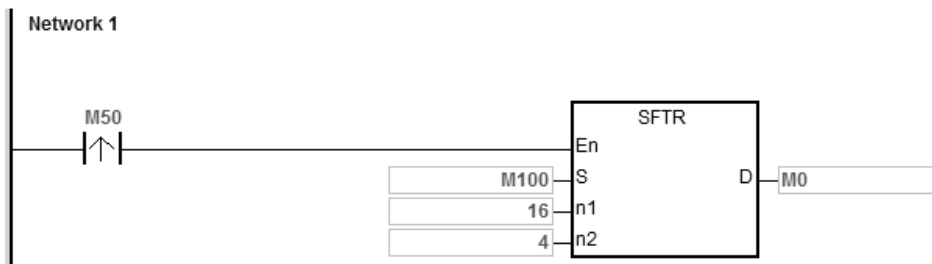 Network 1
M50
SFTR
En
M100 S D M0
16 n1
4 n2